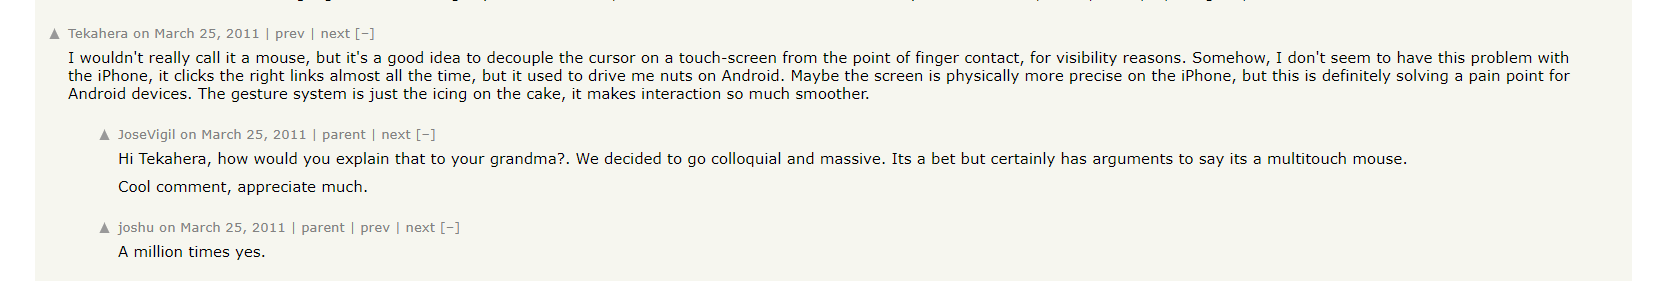 ▲ Tekahera on March 25, 2011 | prev | next [–]
I wouldn't really call it a mouse, but it's a good idea to decouple the cursor on a touch-screen from the point of finger contact, for visibility reasons. Somehow, I don't seem to have this problem with
the iPhone, it clicks the right links almost all the time, but it used to drive me nuts on Android. Maybe the screen is physically more precise on the iPhone, but this is definitely solving a pain point for
Android devices. The gesture system is just the icing on the cake, it makes interaction so much smoother.
▲ JoseVigil on March 25, 2011 | parent | next [–]
Hi Tekahera, how would you explain that to your grandma?. We decided to go colloquial and massive. Its a bet but certainly has arguments to say its a multitouch mouse.
Cool comment, appreciate much.
▲ joshu on March 25, 2011 | parent | prev | next [–]
A million times yes.